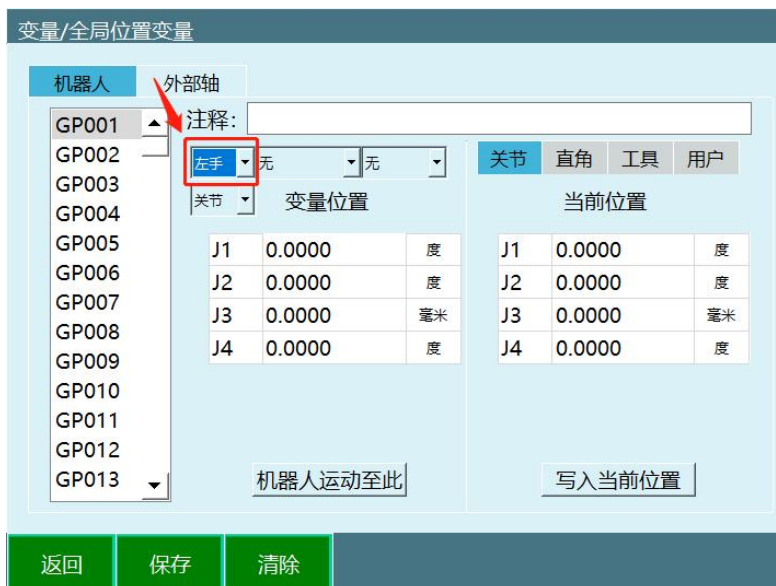 变量/全局位置变量
机器人 外部轴
GP001
GP002
GP003
GP004
GP005
GP006
GP007
GP008
GP009
GP010
GP011
GP012
GP013
注释:
左手 无 无
关节 变量位置
J1 0.0000 度
J2 0.0000 度
J3 0.0000 毫米
J4 0.0000 度
机器人运动至此
关节 直角 工具 用户
当前位置
J1 0.0000 度
J2 0.0000 度
J3 0.0000 毫米
J4 0.0000 度
写入当前位置
返回 保存 清除